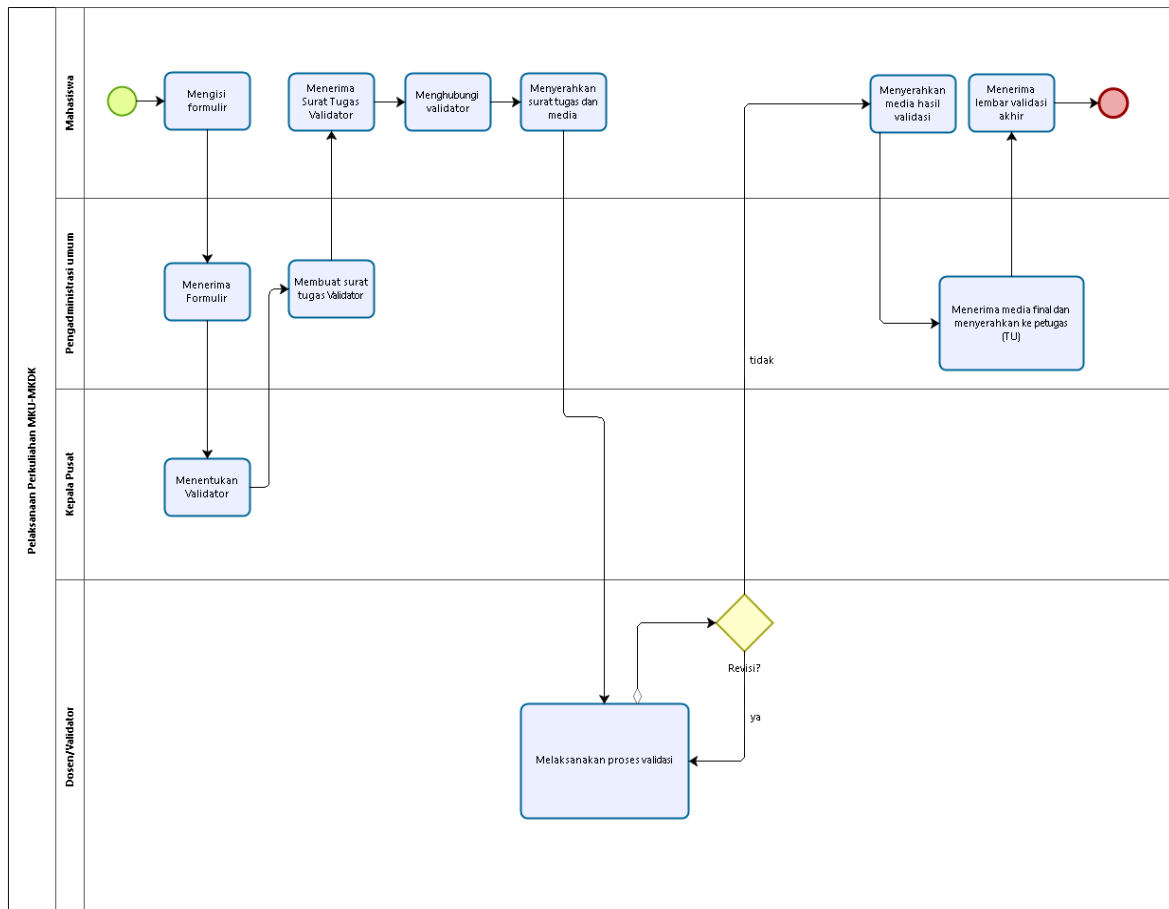 Pelaksanaan Perkuliahan MKU-MKDK
Mahasiswa
Mengisi
formulir
Menerima
Surat Tugas
Validator
Menghubungi
validator
Menyerahkan
surat tugas dan
media
Menyerahkan
media hasil
validasi
Menerima
lembar validasi
akhir
Pengadministrasi umum
Menerima
Formulir
Membuat surat
tugas Validator
Menerima media final dan
menyerahkan ke petugas
(TU)
tidak
Kepala Pusat
Menentukan
Validator
Dosen/Validator
Revisi?
ya
Melaksanakan proses validasi